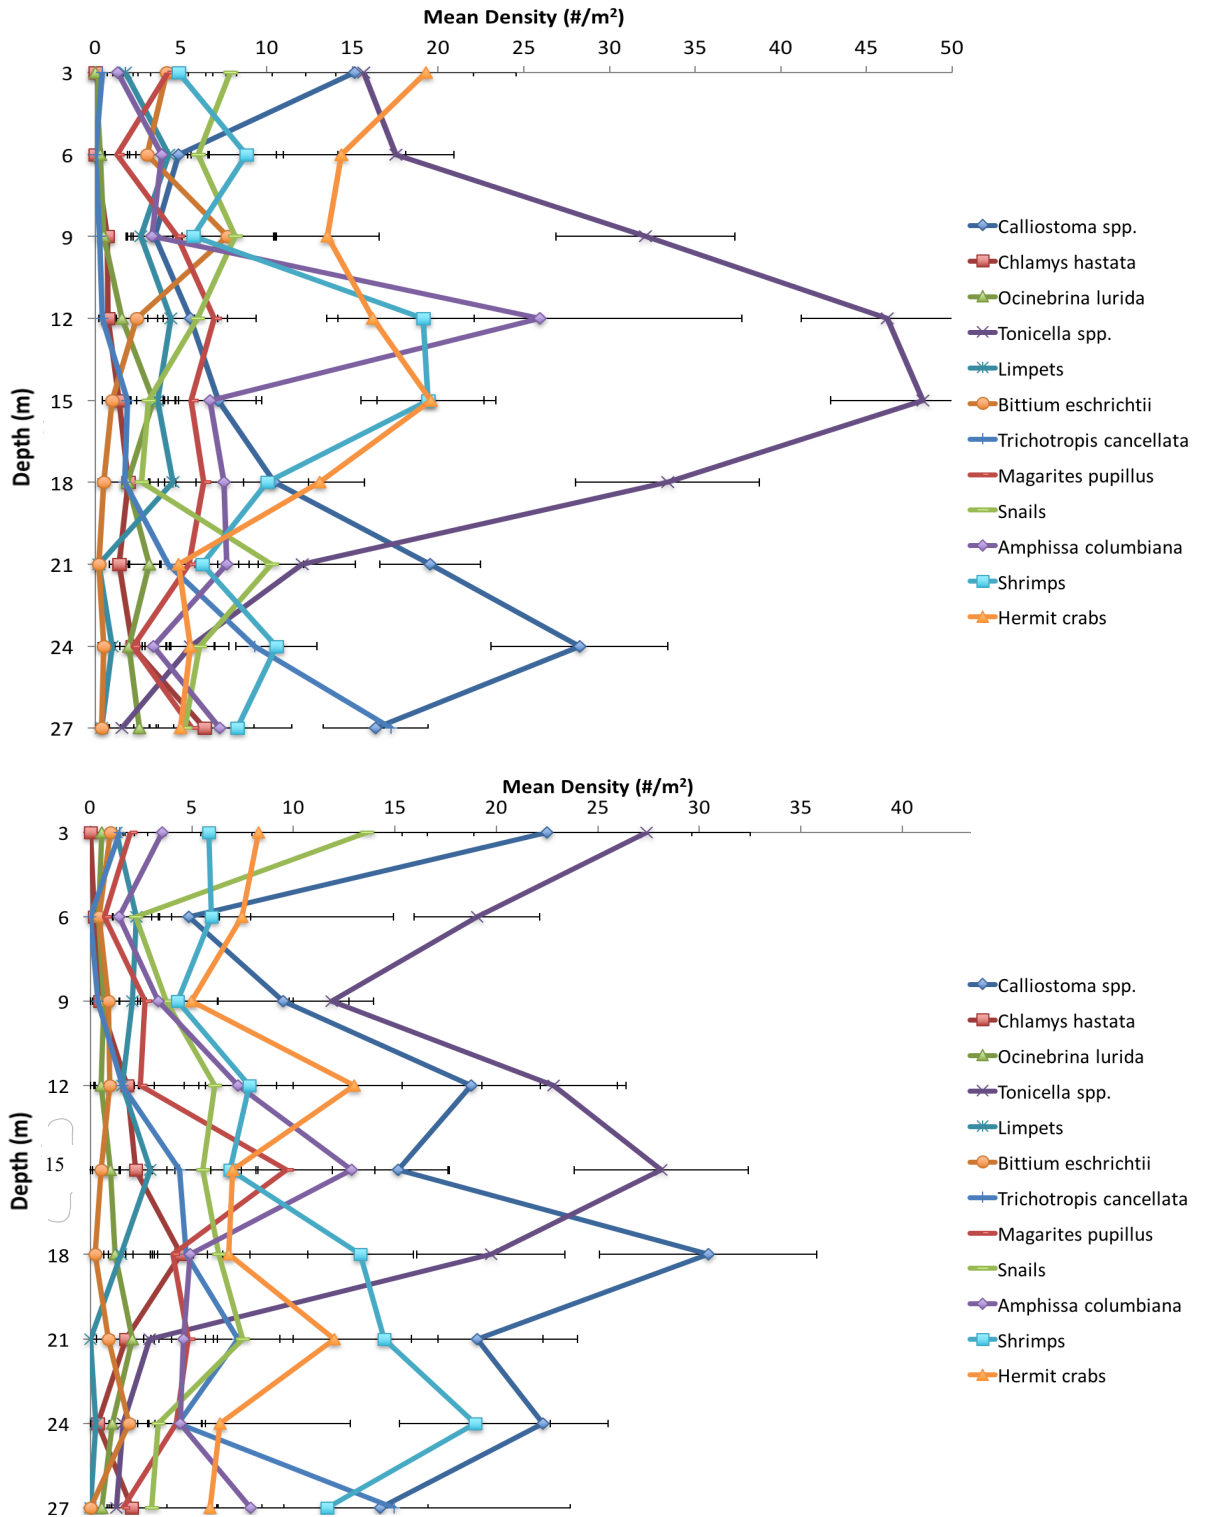 Mean Density (#/m²)
0 5 10 15 20 25 30 35 40 45 50
3
6
9
12
15
18
21
24
27
Depth (m)
Calliostoma spp.
Chlamys hastata
Ocinebrina lurida
Tonicella spp.
Limpets
Bittium eschrichtii
Trichotropis cancellata
Magarites pupillus
Snails
Amphissa columbiana
Shrimps
Hermit crabs
Mean Density (#/m²)
0 5 10 15 20 25 30 35 40
3
6
9
12
15
18
21
24
27
Depth (m)
Calliostoma spp.
Chlamys hastata
Ocinebrina lurida
Tonicella spp.
Limpets
Bittium eschrichtii
Trichotropis cancellata
Magarites pupillus
Snails
Amphissa columbiana
Shrimps
Hermit crabs